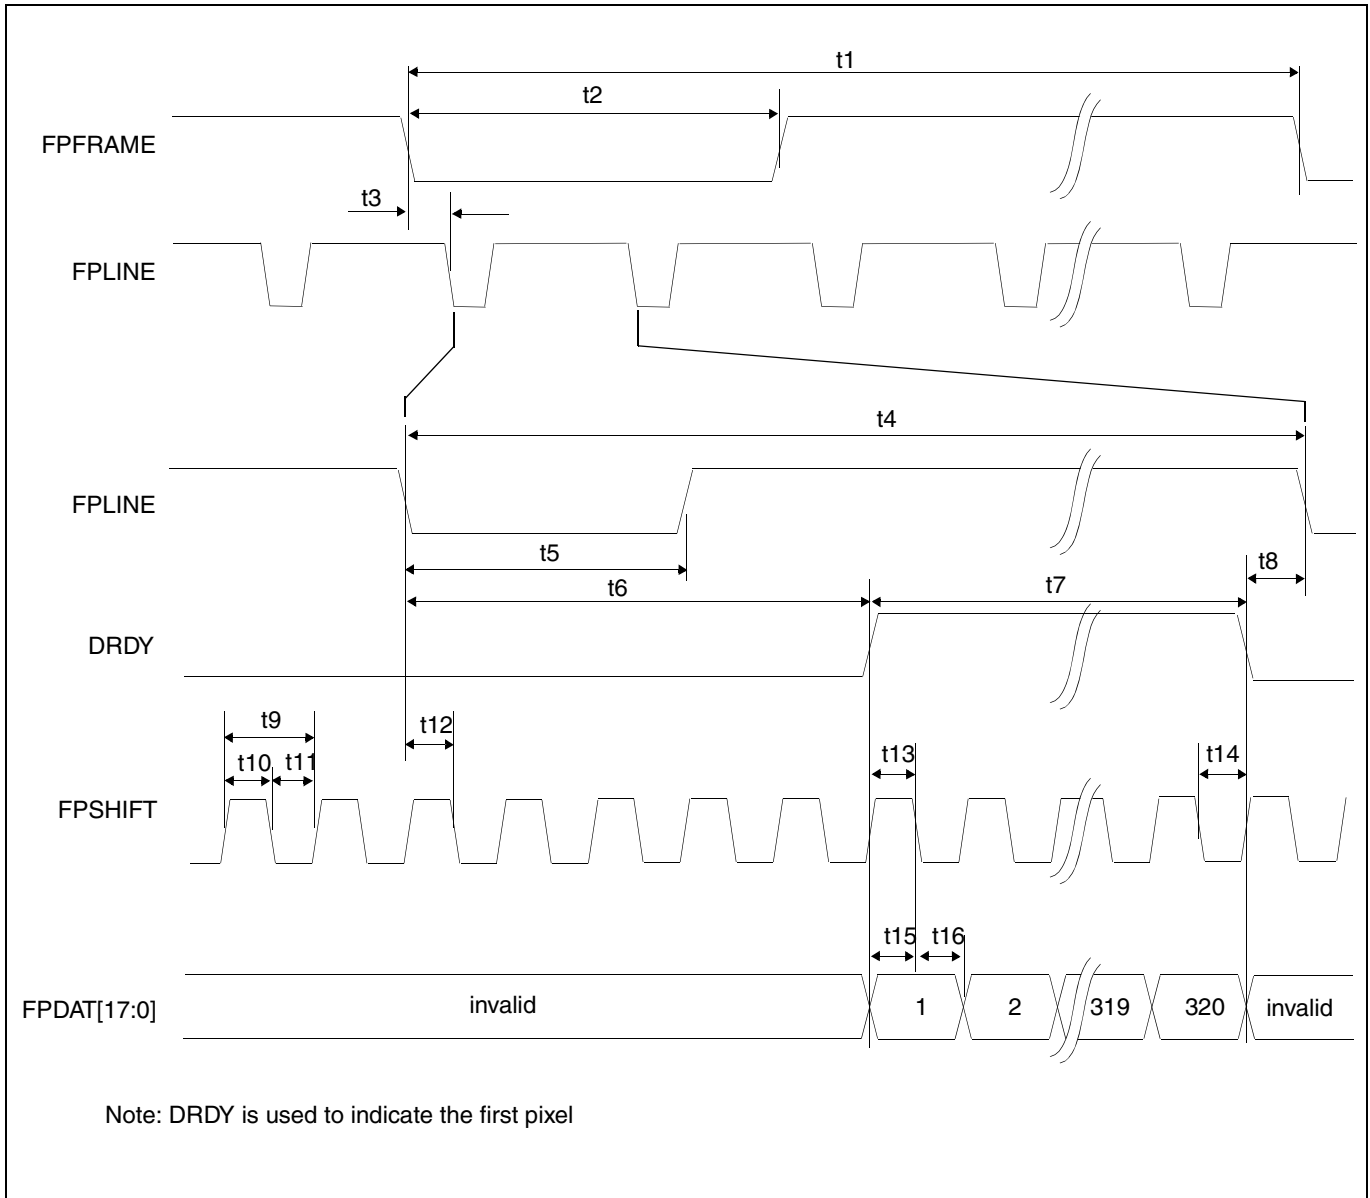 t1
t2
FPFRAME
t3
FPLINE
t4
FPLINE
t5
t8
t6
t7
DRDY
t9
t12
t10
t11
t13
t14
FPSHIFT
t15
t16
FPDAT[17:0]
invalid
1
2
319
320
invalid
Note: DRDY is used to indicate the first pixel